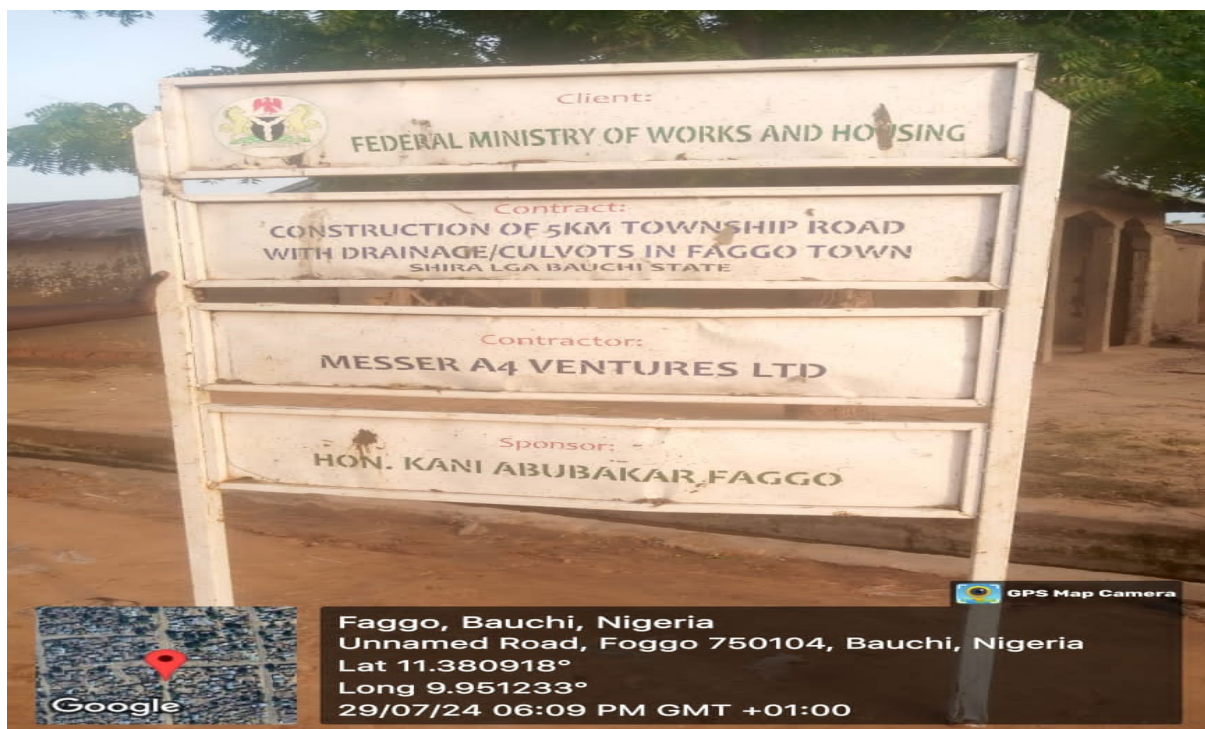 Client:
FEDERAL MINISTRY OF WORKS AND HOUSING
Contract:
CONSTRUCTION OF 5KM TOWNSHIP ROAD
WITH DRAINAGE/CULVOTS IN FAGGO TOWN
SHIRA LGA BAUCHI STATE
Contractor:
MESSER A4 VENTURES LTD
Sponsor:
HON. KANI ABUBAKAR FAGGO
GPS Map Camera
Faggo, Bauchi, Nigeria
Unnamed Road, Foggo 750104, Bauchi, Nigeria
Lat 11.380918°
Long 9.951233°
29/07/24 06:09 PM GMT +01:00
Google